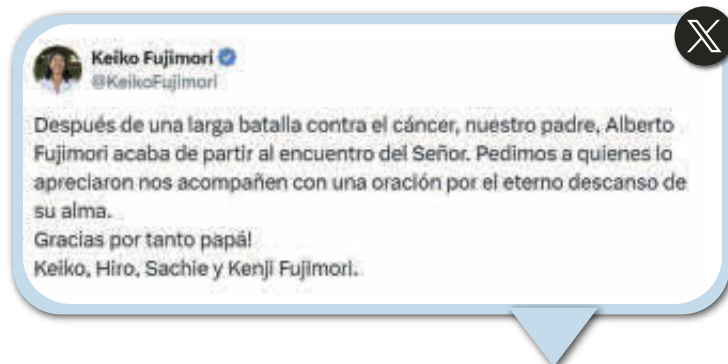 Keiko Fujimori
@KeikoFujimori
Después de una larga batalla contra el cáncer, nuestro padre, Alberto
Fujimori acaba de partir al encuentro del Señor. Pedimos a quienes lo
apreciaron nos acompañen con una oración por el eterno descanso de
su alma.
Gracias por tanto papá!
Keiko, Hiro, Sachie y Kenji Fujimori.